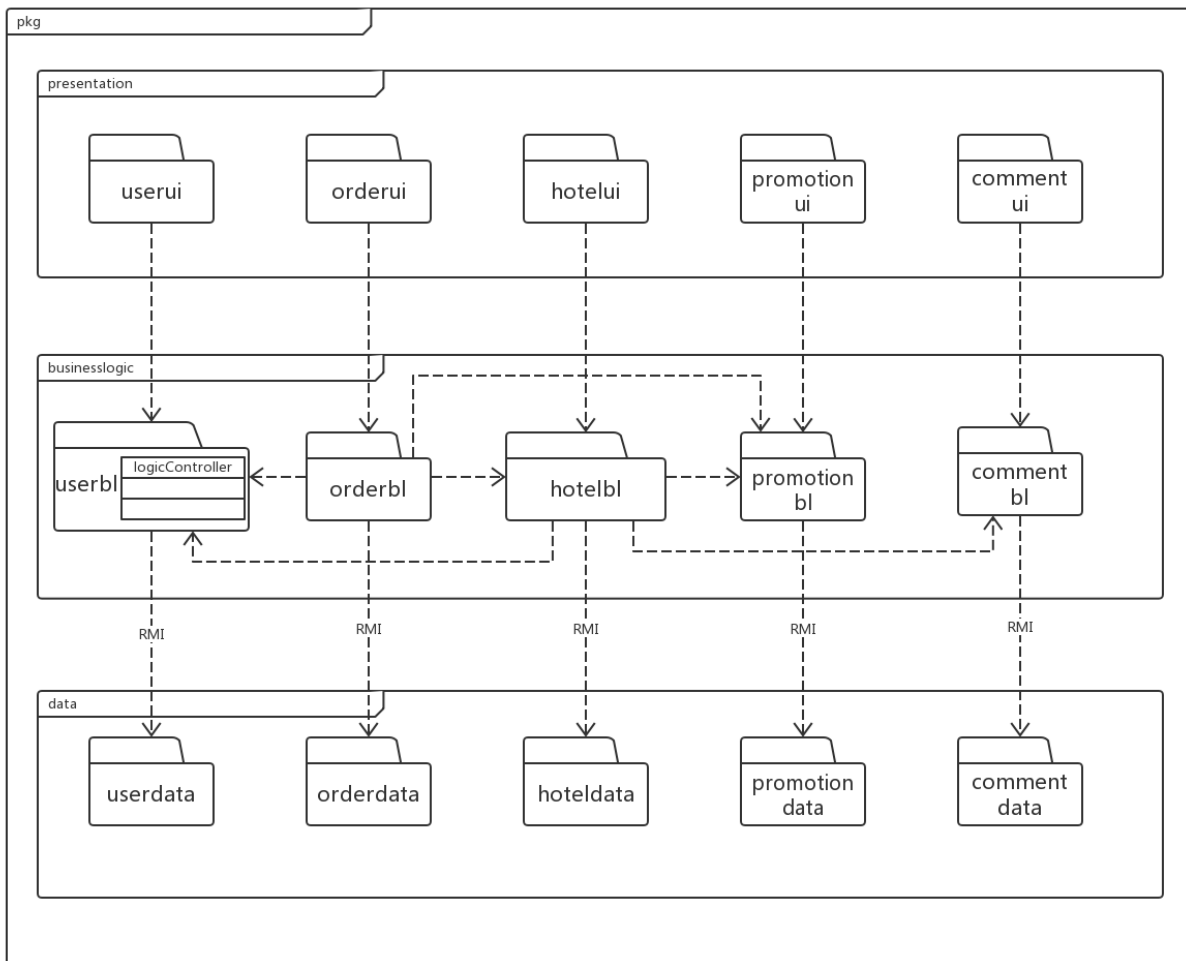 pkg
presentation
userui
orderui
hotelui
promotion
ui
comment
ui
businesslogic
userbl
logicController
orderbl
hotelbl
promotion
bl
comment
bl
RMI
RMI
RMI
RMI
RMI
data
userdata
orderdata
hoteldata
promotion
data
comment
data